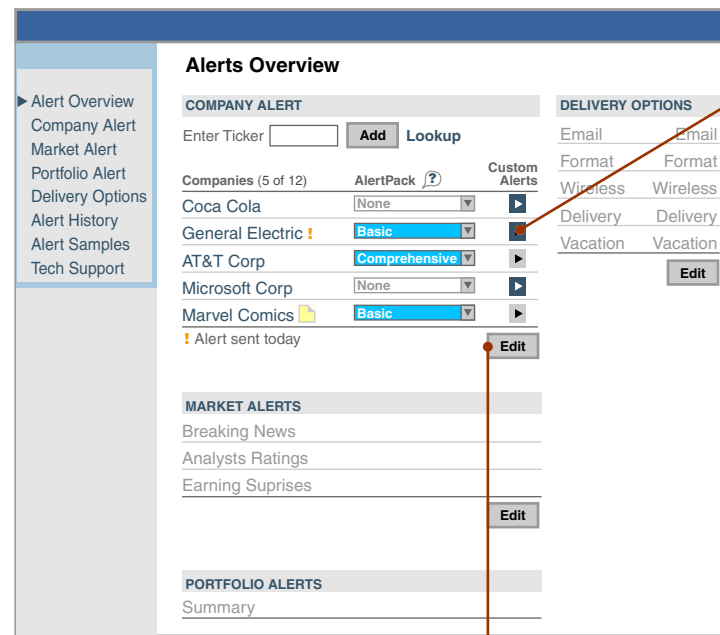 Alerts Overview
Alert Overview
Company Alert
Market Alert
Portfolio Alert
Delivery Options
Alert History
Alert Samples
Tech Support
COMPANY ALERT
Enter Ticker Add Lookup
Companies (5 of 12) AlertPack ? Custom Alerts
Coca Cola None
General Electric ! Basic
AT&T Corp Comprehensive
Microsoft Corp None
Marvel Comics Basic
! Alert sent today Edit
MARKET ALERTS
Breaking News
Analysts Ratings
Earning Suprises
Edit
PORTFOLIO ALERTS
Summary
DELIVERY OPTIONS
Email Email
Format Format
Wireless Wireless
Delivery Delivery
Vacation Vacation
Edit